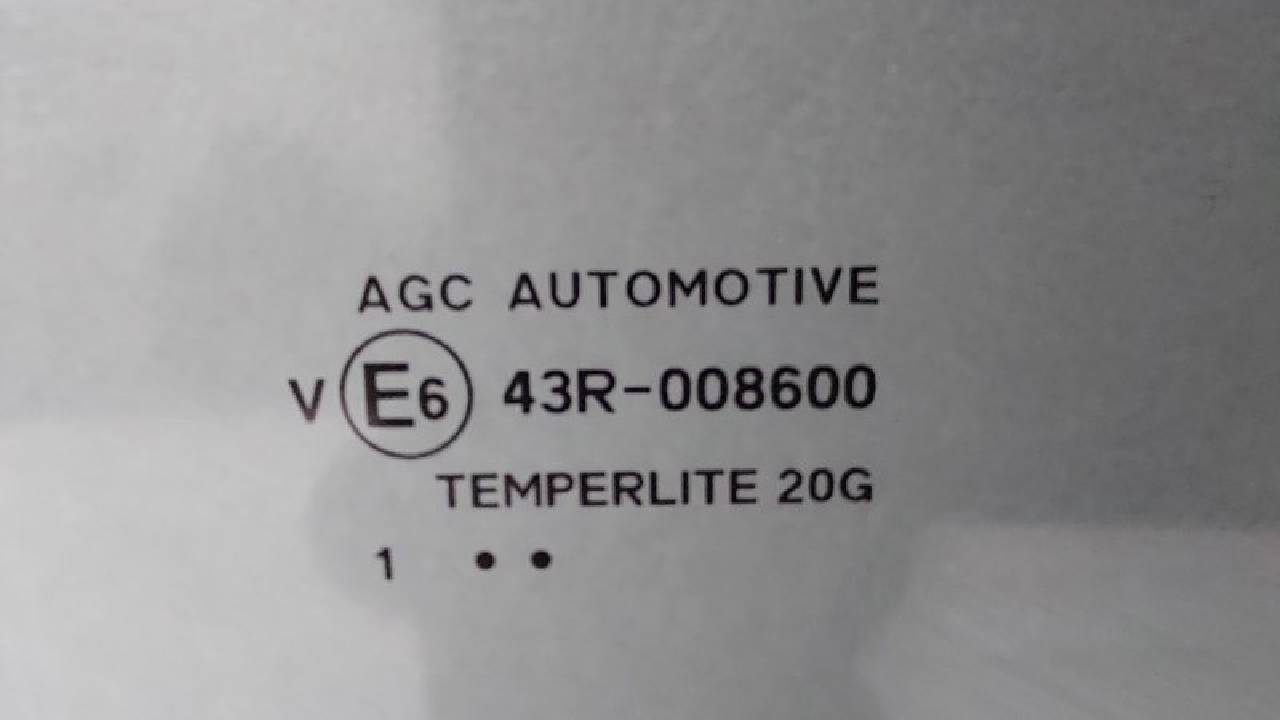 AGC AUTOMOTIVE
V E6 43R-008600
TEMPERLITE 20G
1 ● ●